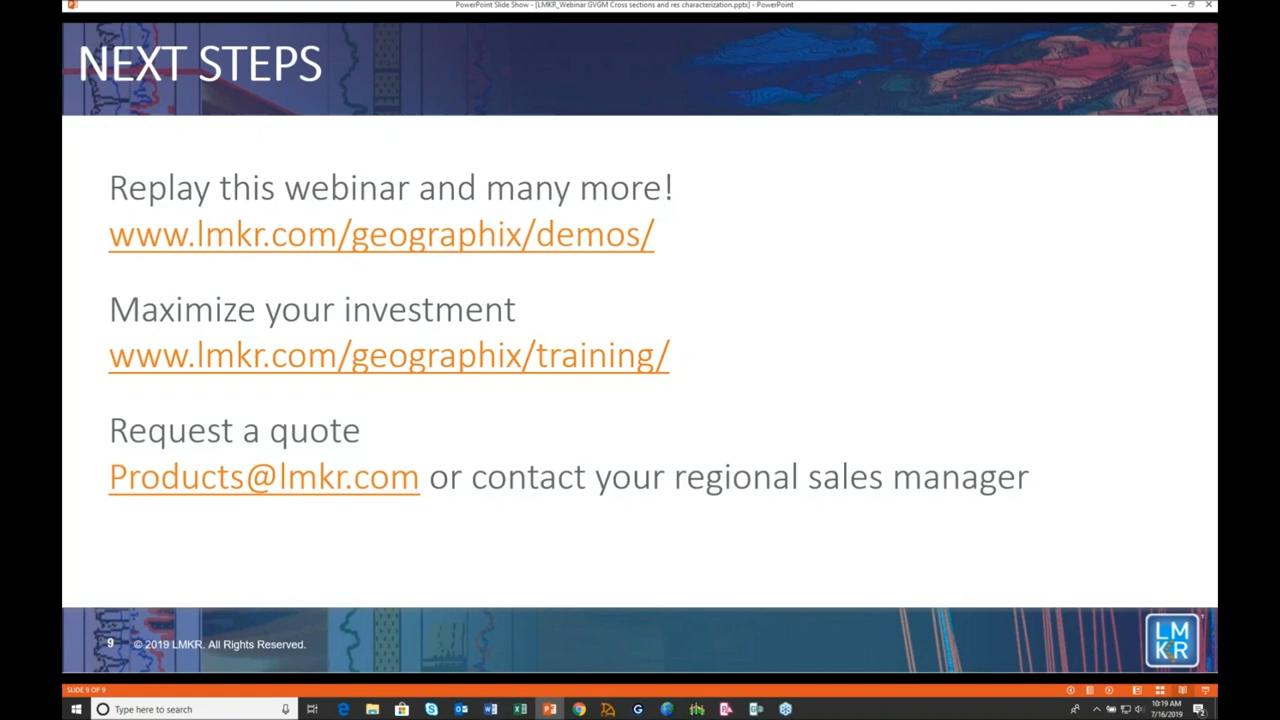 PowerPoint Slide Show - [LMKR_Webinar GVGM Cross sections and res characterization.pptx] - PowerPoint
NEXT STEPS
Replay this webinar and many more!
www.lmkr.com/geographix/demos/
Maximize your investment
www.lmkr.com/geographix/training/
Request a quote
Products@lmkr.com or contact your regional sales manager
9 © 2019 LMKR. All Rights Reserved.
LM
KR
SLIDE 9 OF 9
Type here to search
10:19 AM
7/16/2019